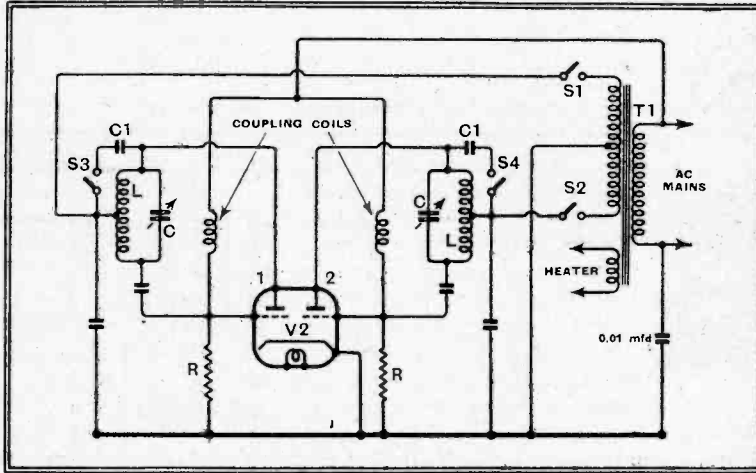 S1
T1
COUPLING COILS
C1
C1
S3
S4
AC
MAINS
L
C
C
L
S2
HEATER
1
2
V2
R
R
0.01 mfd